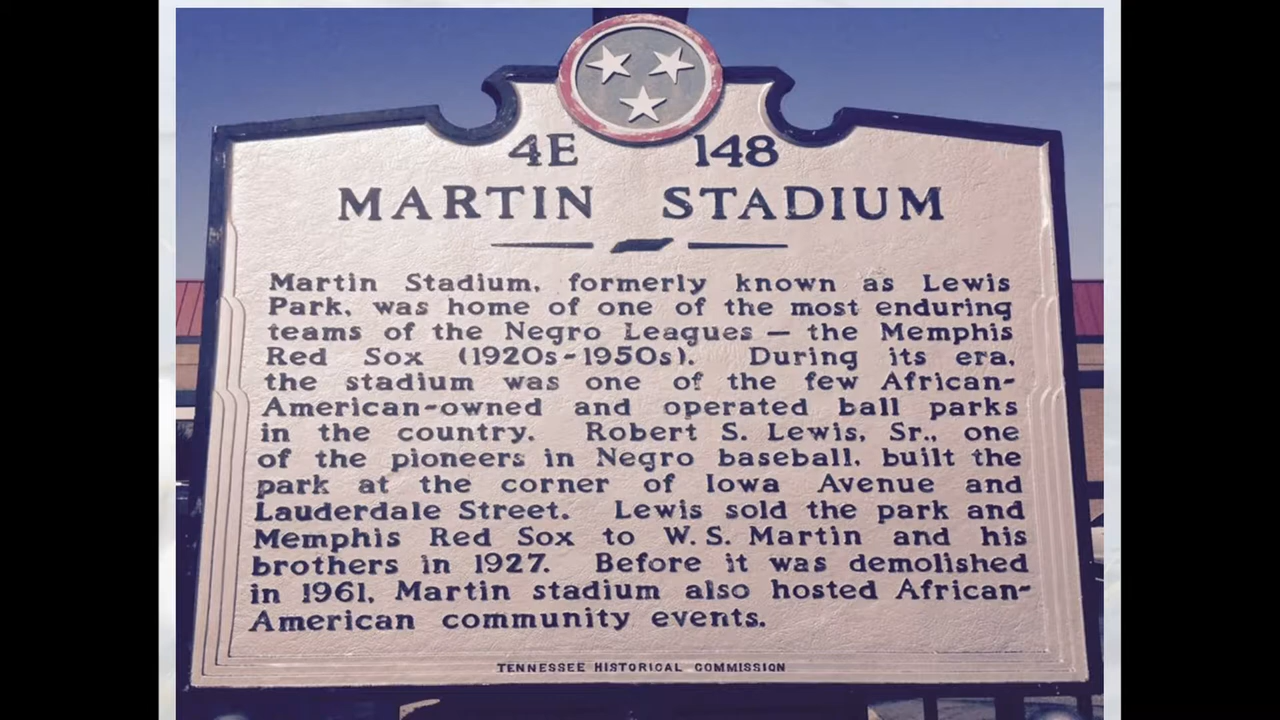 4E 148
MARTIN STADIUM
Martin Stadium, formerly known as Lewis
Park, was home of one of the most enduring
teams of the Negro Leagues — the Memphis
Red Sox (1920s-1950s). During its era,
the stadium was one of the few African-
American-owned and operated ball parks
in the country. Robert S. Lewis, Sr., one
of the pioneers in Negro baseball, built the
park at the corner of Iowa Avenue and
Lauderdale Street. Lewis sold the park and
Memphis Red Sox to W. S. Martin and his
brothers in 1927. Before it was demolished
in 1961, Martin stadium also hosted African-
American community events.
TENNESSEE HISTORICAL COMMISSION